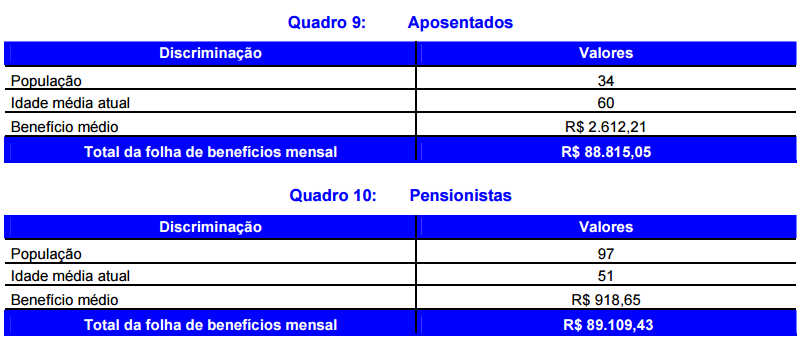 Quadro 9: Aposentados
Discriminação Valores
População 34
Idade média atual 60
Benefício médio R$ 2.612,21
Total da folha de benefícios mensal R$ 88.815,05
Quadro 10: Pensionistas
Discriminação Valores
População 97
Idade média atual 51
Benefício médio R$ 918,65
Total da folha de benefícios mensal R$ 89.109,43